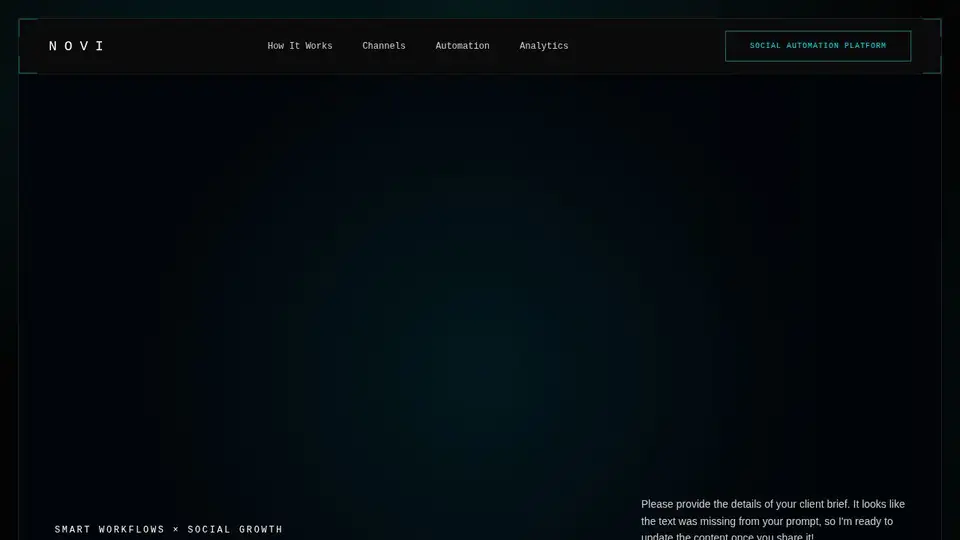 NOVI
How It Works
Channels
Automation
Analytics
SOCIAL AUTOMATION PLATFORM
SMART WORKFLOWS × SOCIAL GROWTH
Please provide the details of your client brief. It looks like
the text was missing from your prompt, so I'm ready to
update the content once you share it!